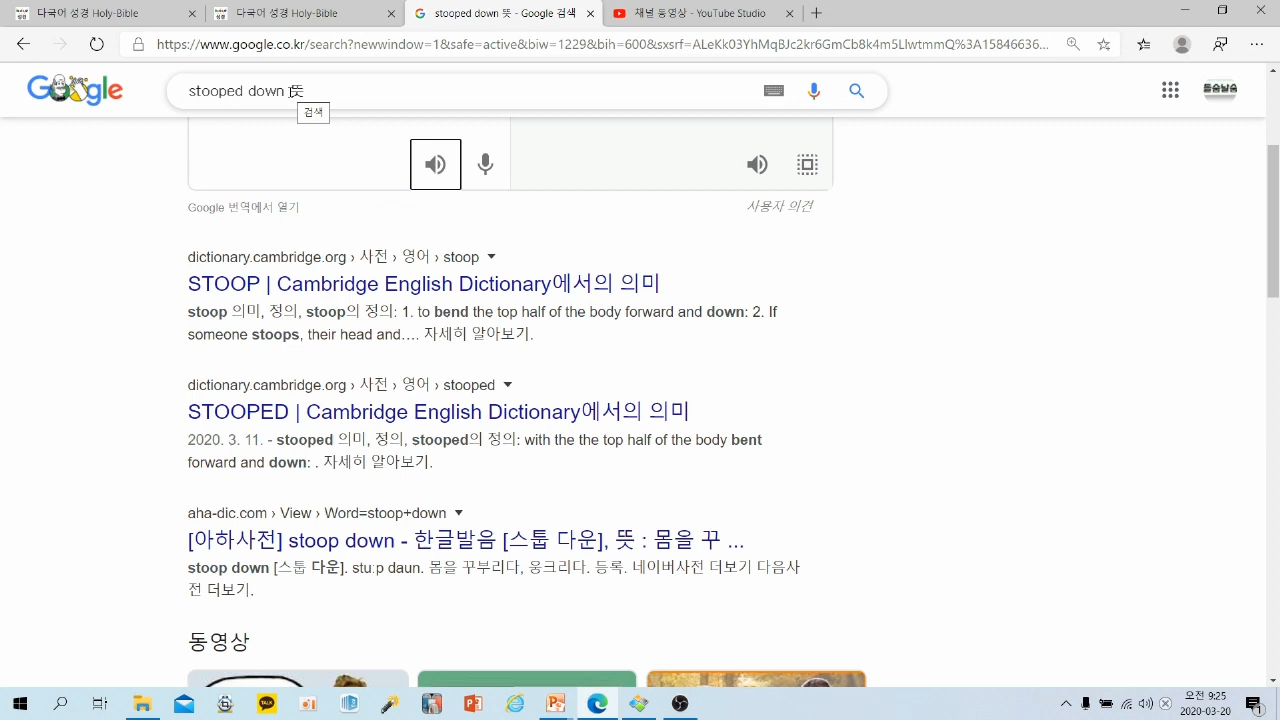 다국어 성경 Holy-Bible
다국어 성경 Holy-Bible
stooped down 뜻 - Google 검색
채널 동영상 - YouTube Studio
https://www.google.co.kr/search?newwindow=1&safe=active&biw=1229&bih=600&sxsrf=ALeKk03YhMqBJc2kr6GmCb8k4m5LlwtmmQ%3A15846636...
Google
stooped down 뜻
들숨날숨
검색
Google 번역에서 열기
사용자 의견
dictionary.cambridge.org › 사전 › 영어 › stoop
STOOP | Cambridge English Dictionary에서의 의미
stoop 의미, 정의, stoop의 정의: 1. to bend the top half of the body forward and down: 2. If
someone stoops, their head and…. 자세히 알아보기.
dictionary.cambridge.org › 사전 › 영어 › stooped
STOOPED | Cambridge English Dictionary에서의 의미
2020. 3. 11. - stooped 의미, 정의, stooped의 정의: with the the top half of the body bent
forward and down: . 자세히 알아보기.
aha-dic.com › View › Word=stoop+down
[아하사전] stoop down - 한글발음 [스툽 다운], 뜻 : 몸을 꾸 ...
stoop down [스툽 다운]. stuːp daun. 몸을 꾸부리다, 웅크리다. 등록. 네이버사전 더보기 다음사
전 더보기.
동영상
TALK
오전 9:25
2020-03-20